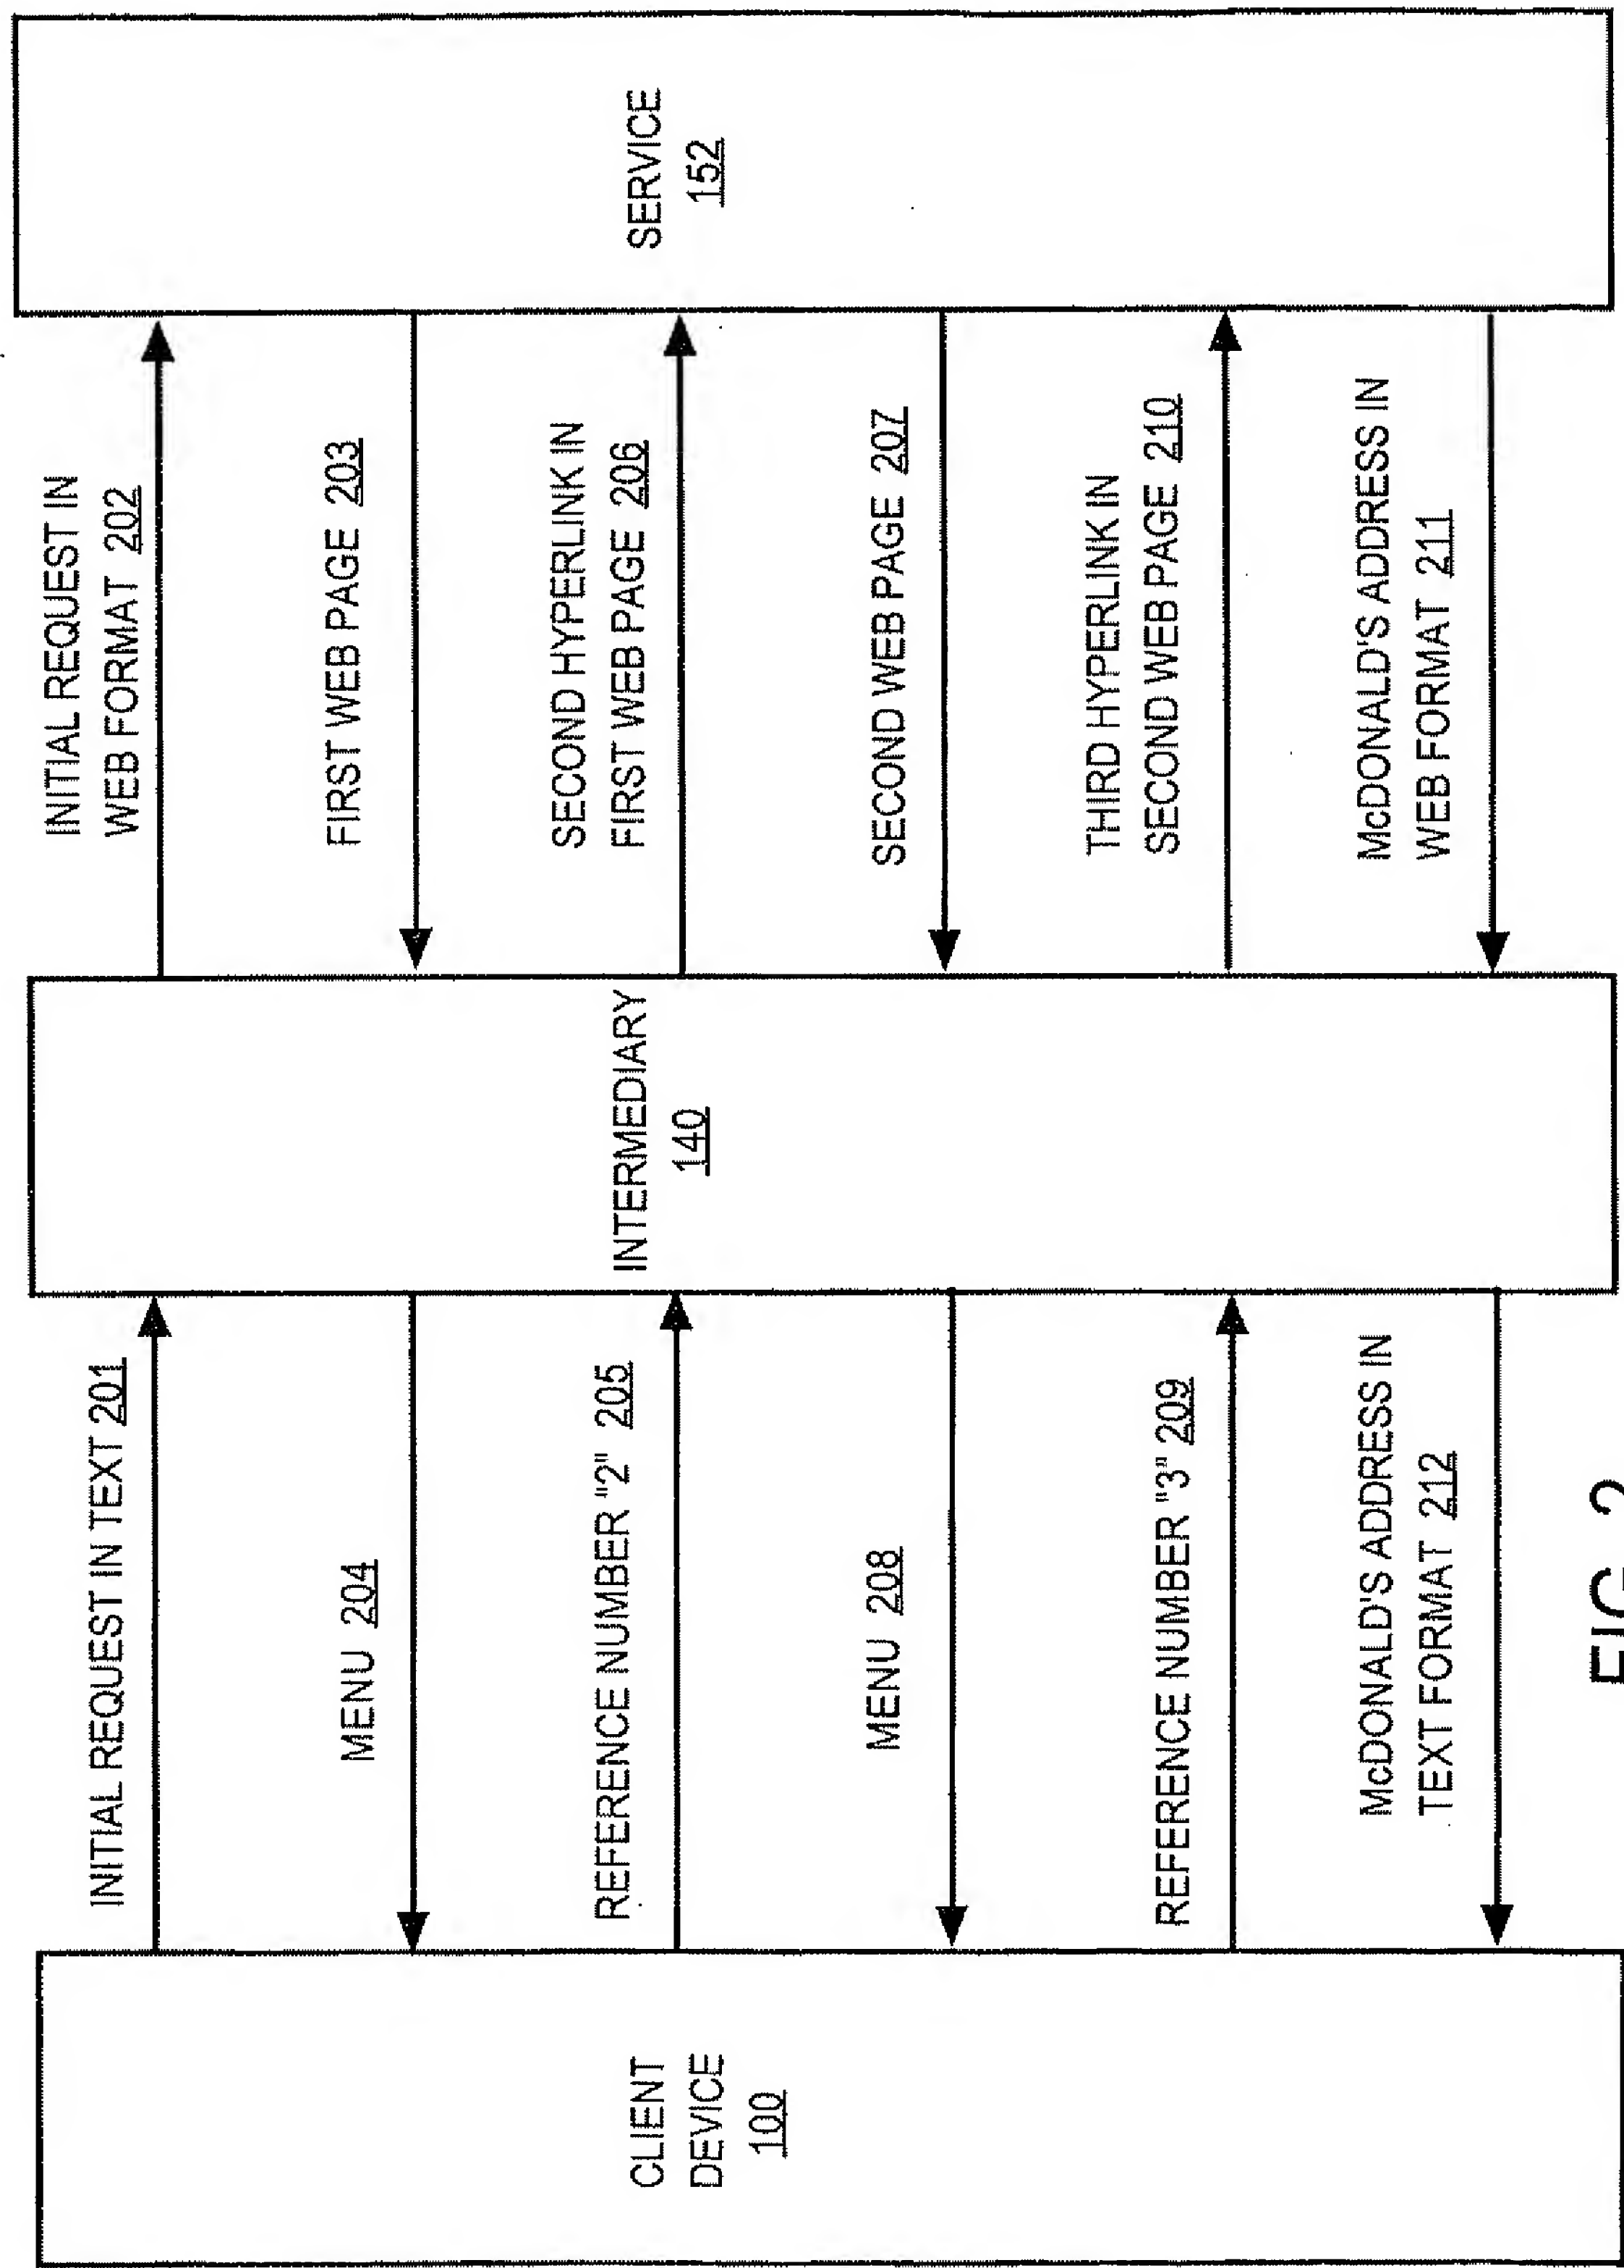 CLIENT
DEVICE
100
INITIAL REQUEST IN TEXT 201
MENU 204
REFERENCE NUMBER "2" 205
MENU 208
REFERENCE NUMBER "3" 209
McDONALD'S ADDRESS IN
TEXT FORMAT 212
INTERMEDIARY
140
INITIAL REQUEST IN
WEB FORMAT 202
FIRST WEB PAGE 203
SECOND HYPERLINK IN
FIRST WEB PAGE 206
SECOND WEB PAGE 207
THIRD HYPERLINK IN
SECOND WEB PAGE 210
McDONALD'S ADDRESS IN
WEB FORMAT 211
SERVICE
152
FIG. 2